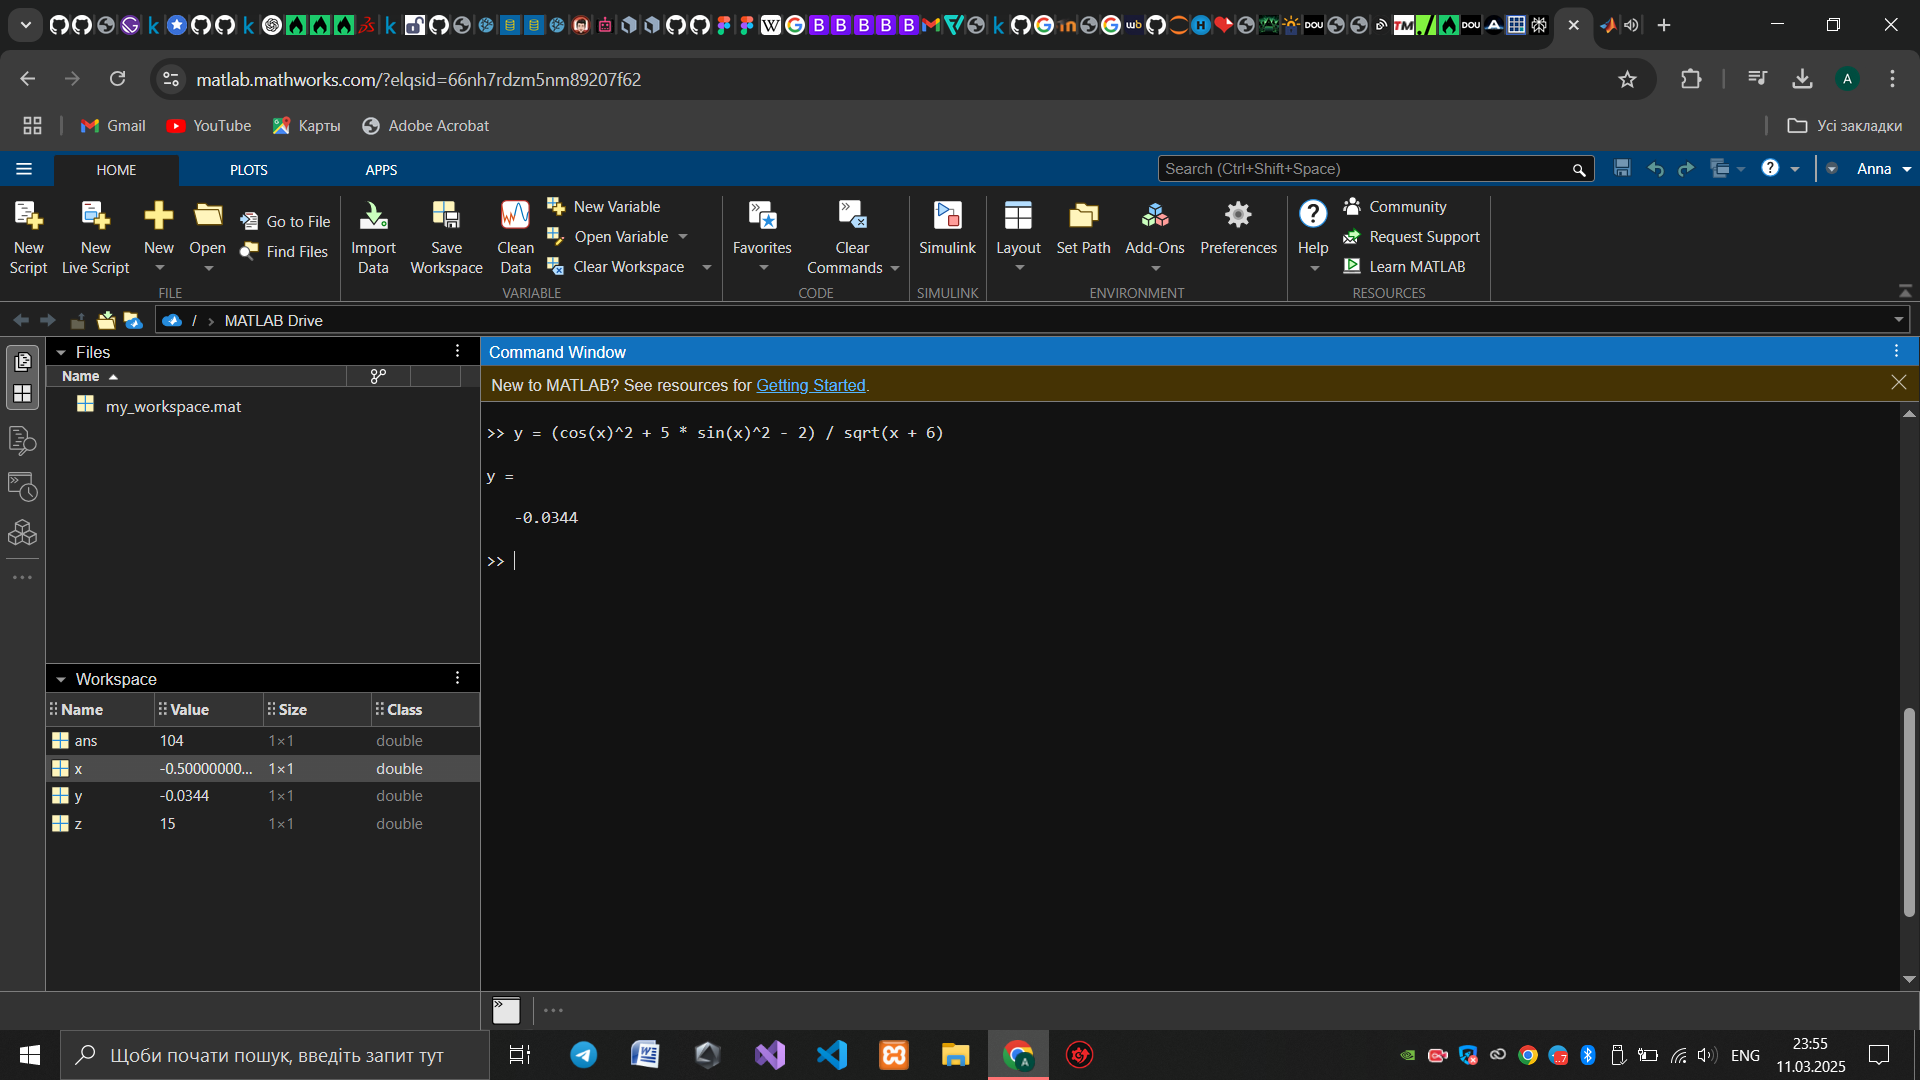 matlab.mathworks.com/?elqsid=66nh7rdzm5nm89207f62
A
Gmail
YouTube
Карты
Adobe Acrobat
Усі закладки
HOME
PLOTS
APPS
Search (Ctrl+Shift+Space)
Anna
New Script
New Live Script
New
Open
Go to File
Find Files
FILE
Import Data
Save Workspace
Clean Data
New Variable
Open Variable
Clear Workspace
VARIABLE
Favorites
Clear Commands
CODE
Simulink
SIMULINK
Layout
Set Path
Add-Ons
Preferences
ENVIRONMENT
Help
Community
Request Support
Learn MATLAB
RESOURCES
/ › MATLAB Drive
Files
Name
my_workspace.mat
Command Window
New to MATLAB? See resources for Getting Started.
>> y = (cos(x)^2 + 5 * sin(x)^2 - 2) / sqrt(x + 6)
y =
-0.0344
>>
Workspace
Name Value Size Class
ans 104 1×1 double
x -0.50000000... 1×1 double
y -0.0344 1×1 double
z 15 1×1 double
Щоби почати пошук, введіть запит тут
ENG
23:55
11.03.2025